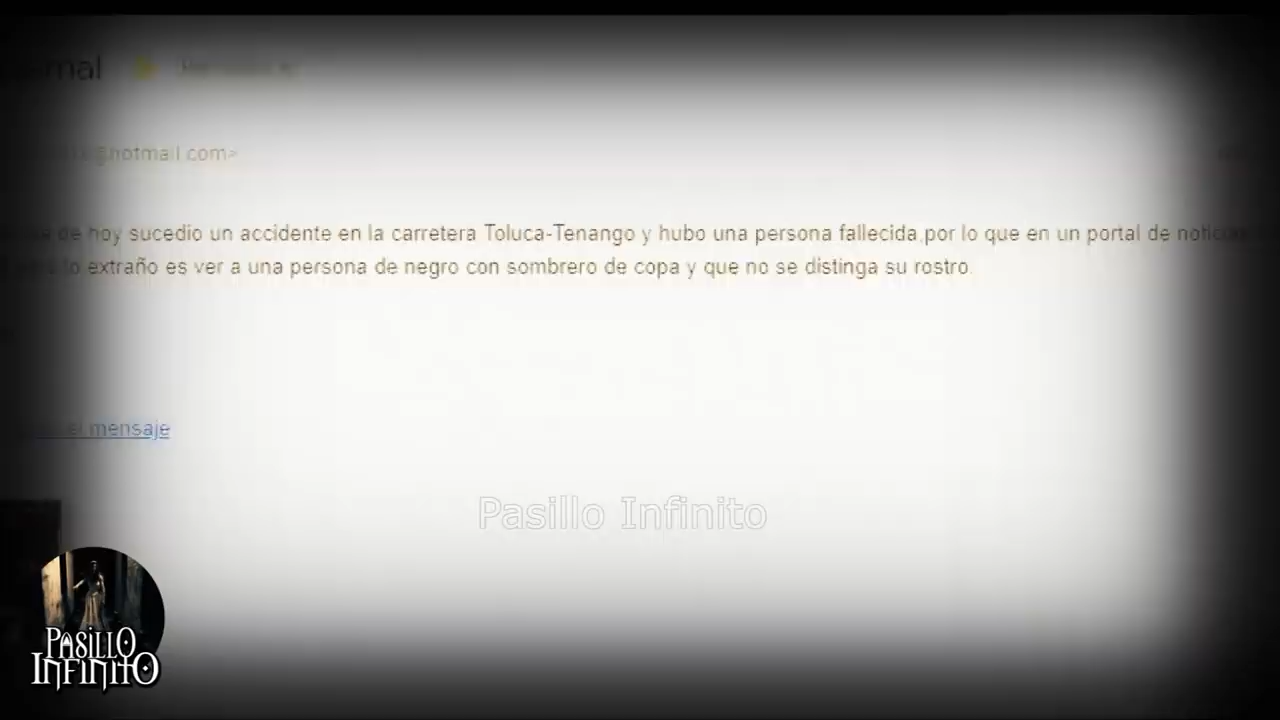 @hotmail.com>
de hoy sucedio un accidente en la carretera Toluca-Tenango y hubo una persona fallecida,por lo que en un portal de
lo extraño es ver a una persona de negro con sombrero de copa y que no se distinga su rostro.
el mensaje
Pasillo Infinito
PASILLO
INFINITO